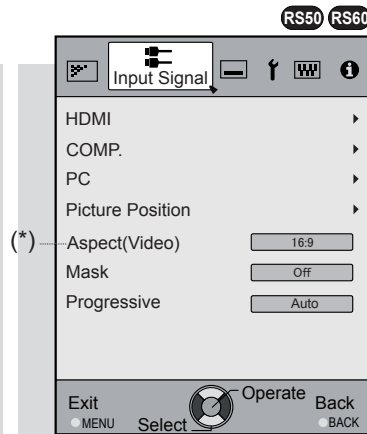 RS50 RS60
Input Signal
HDMI
COMP.
PC
Picture Position
(*) Aspect(Video) 16:9
Mask Off
Progressive Auto
Exit Operate Back
MENU Select BACK